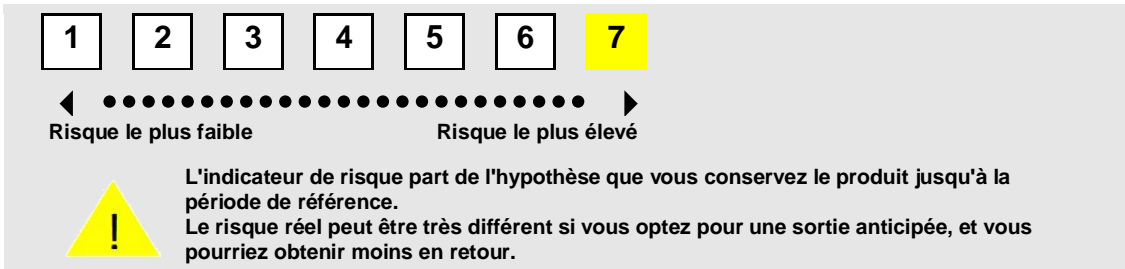 1 2 3 4 5 6 7
Risque le plus faible Risque le plus élevé
L'indicateur de risque part de l'hypothèse que vous conservez le produit jusqu'à la
période de référence.
Le risque réel peut être très différent si vous optez pour une sortie anticipée, et vous
pourriez obtenir moins en retour.
!